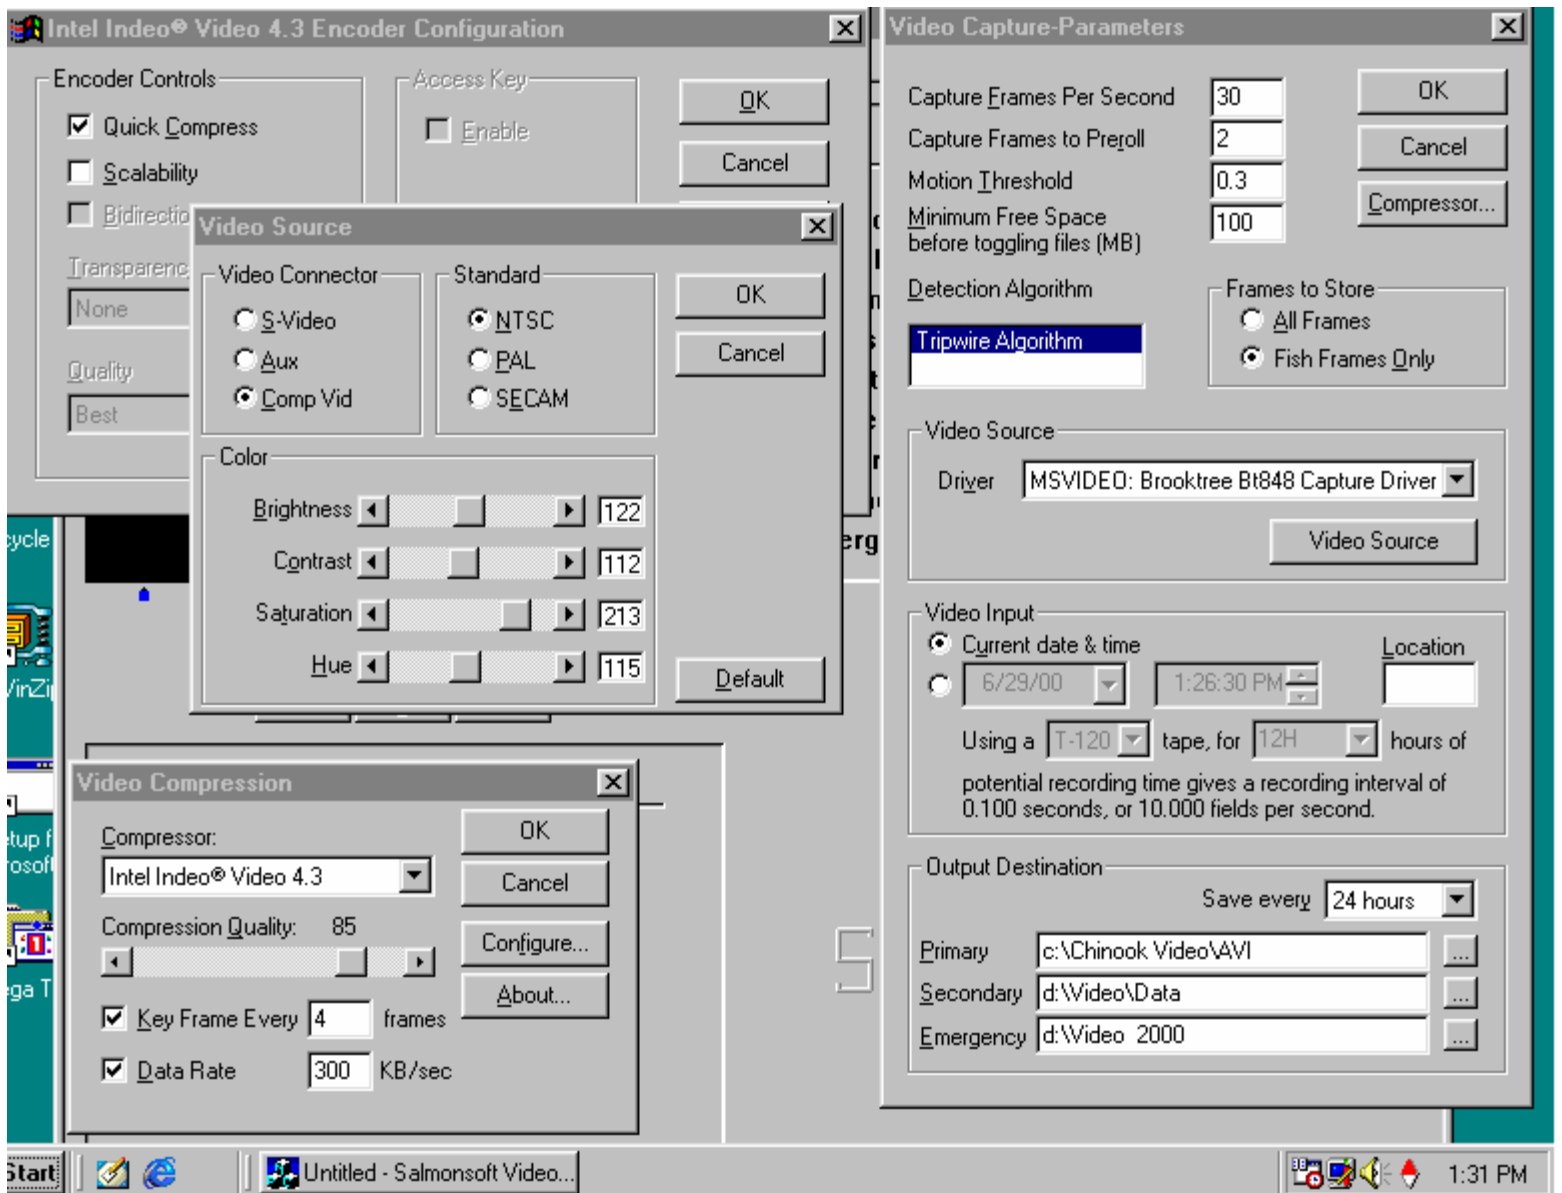 Intel Indeo® Video 4.3 Encoder Configuration
Encoder Controls
Quick Compress
Scalability
Access Key
Enable
OK
Cancel
None
Quality
Best
Video Source
Video Connector
S-Video
Aux
Comp Vid
Standard
NTSC
PAL
SECAM
OK
Cancel
Color
Brightness 122
Contrast 112
Saturation 213
Hue 115
Default
Video Compression
Compressor:
Intel Indeo® Video 4.3
Compression Quality: 85
Key Frame Every 4 frames
Data Rate 300 KB/sec
OK
Cancel
Configure...
About...
Video Capture-Parameters
Capture Frames Per Second 30
Capture Frames to Preroll 2
Motion Threshold 0.3
Minimum Free Space
before toggling files (MB) 100
OK
Cancel
Compressor...
Detection Algorithm
Tripwire Algorithm
Frames to Store
All Frames
Fish Frames Only
Video Source
Driver MSVIDEO: Brooktree Bt848 Capture Driver
Video Source
Video Input
Current date & time
6/29/00 1:26:30 PM
Location
Using a T-120 tape, for 12H hours of
potential recording time gives a recording interval of
0.100 seconds, or 10.000 fields per second.
Output Destination
Save every 24 hours
Primary c:\Chinook Video\AVI ...
Secondary d:\Video\Data ...
Emergency d:\Video 2000 ...
Start
Untitled - Salmonsoft Video...
1:31 PM